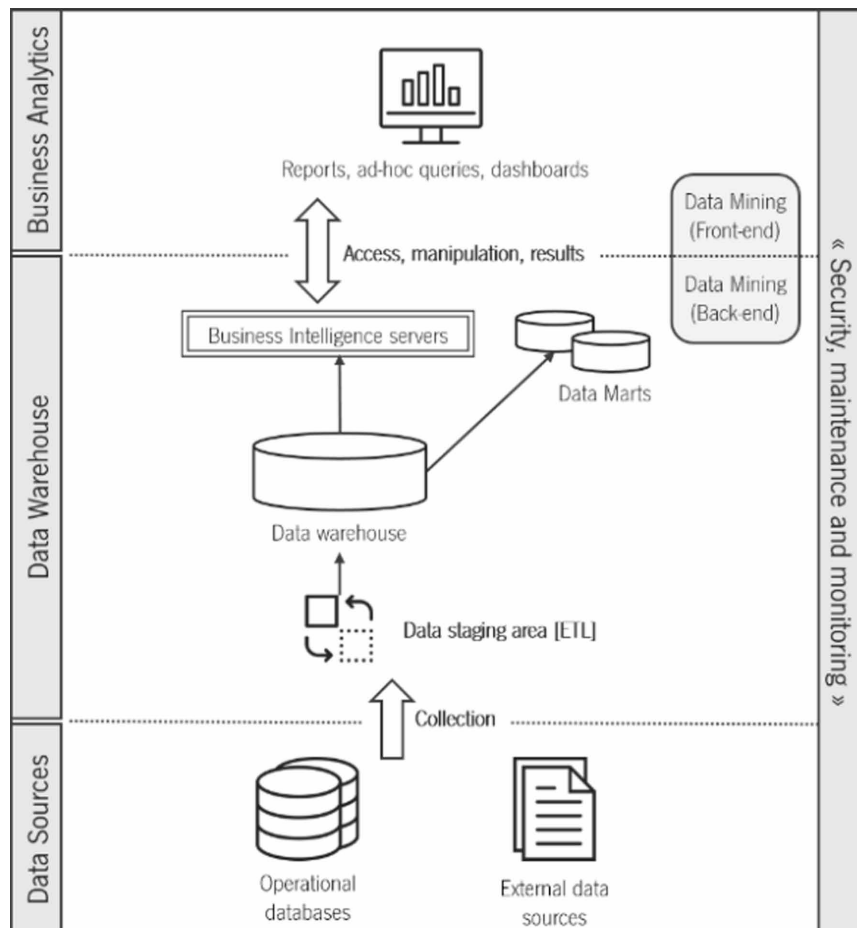 Business Analytics
Reports, ad-hoc queries, dashboards
Data Mining
(Front-end)
Access, manipulation, results
Data Mining
(Back-end)
Business Intelligence servers
Data Marts
Data Warehouse
Data warehouse
Data staging area [ETL]
Collection
Data Sources
Operational
databases
External data
sources
« Security, maintenance and monitoring »